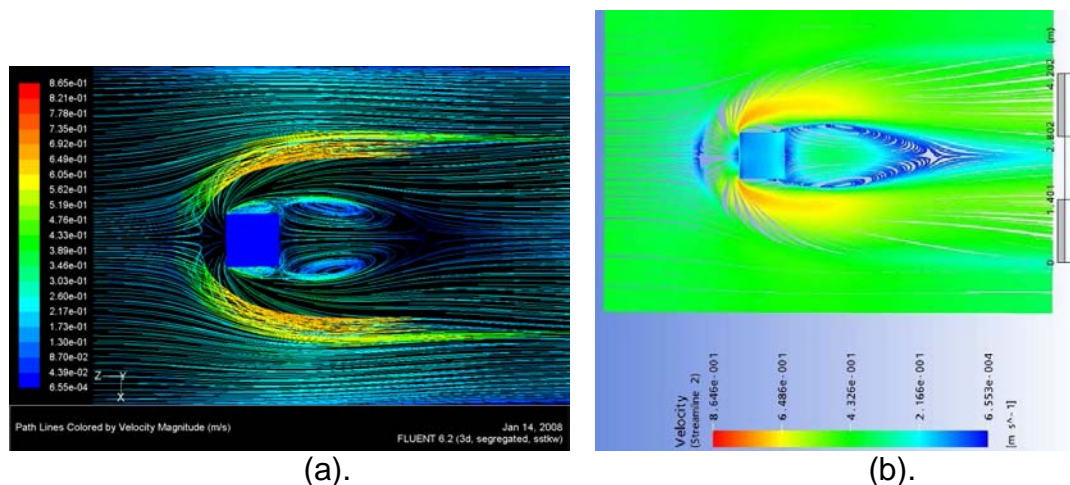 8.65e-01
8.21e-01
7.78e-01
7.35e-01
6.92e-01
6.49e-01
6.05e-01
5.62e-01
5.19e-01
4.76e-01
4.33e-01
3.89e-01
3.46e-01
3.03e-01
2.60e-01
2.17e-01
1.73e-01
1.30e-01
8.70e-02
4.39e-02
6.55e-04
Z Y
X
Path Lines Colored by Velocity Magnitude (m/s)
Jan 14, 2008
FLUENT 6.2 (3d, segregated, sstkw)
(a).
0 1.401 2.802 4.202 (m)
Velocity
(Streamline 2)
8.646e-001
6.486e-001
4.326e-001
2.166e-001
6.553e-004
[m s^-1]
(b).